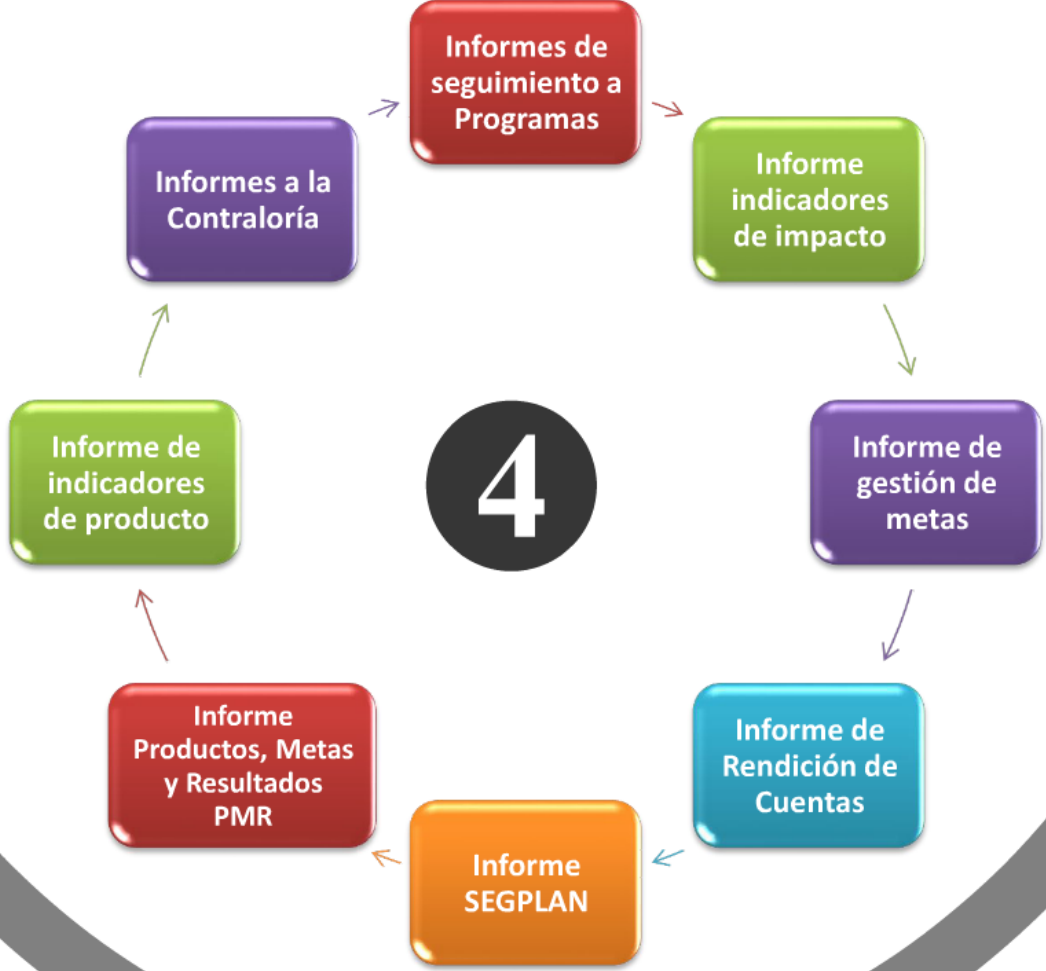 Informes de
seguimiento a
Programas
Informe
indicadores
de impacto
Informe de
gestión de
metas
Informe de
Rendición de
Cuentas
Informe
SEGPLAN
Informe
Productos, Metas
y Resultados
PMR
Informe de
indicadores
de producto
Informes a la
Contraloría
4